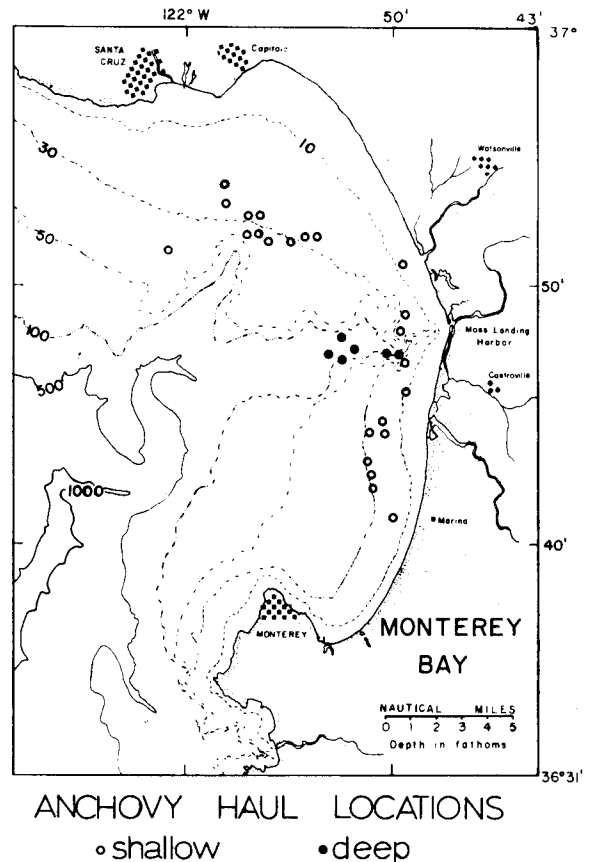 122° W
50'
43'
37°
SANTA
CRUZ
Capitola
30
10
Watsonville
50
50'
100
Moss Landing
Harbor
500
Castroville
1000
Marina
40'
MONTEREY
MONTEREY
BAY
NAUTICAL MILES
0 1 2 3 4 5
Depth in fathoms
36°31'
ANCHOVY HAUL LOCATIONS
shallow deep